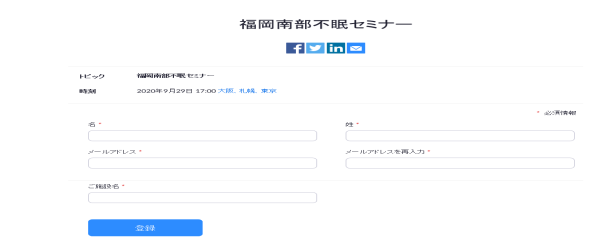 福岡南部不眠セミナー
トピック 福岡南部不眠セミナー
時刻 2020年9月29日 17:00 大阪、札幌、東京
* 必須情報
名 * 姓 *
メールアドレス * メールアドレスを再入力 *
ご施設名 *
登録